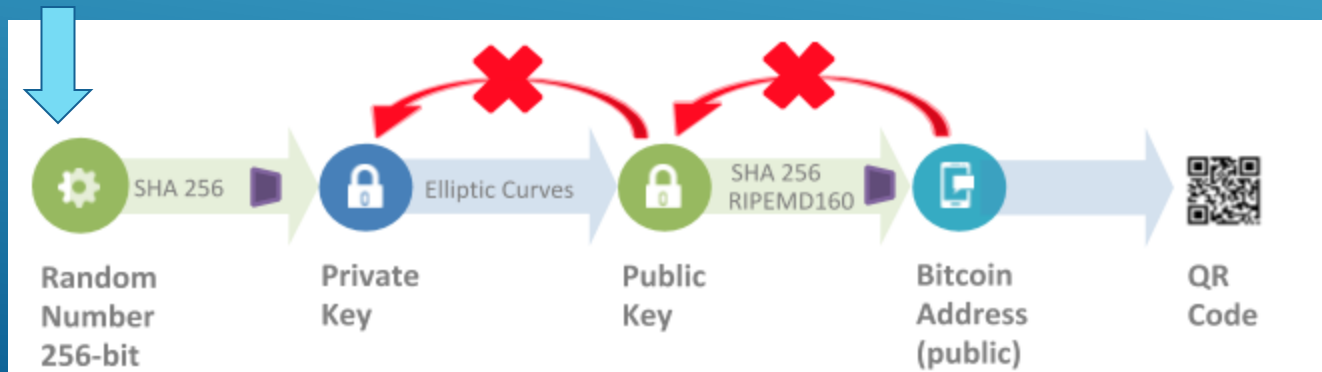 SHA 256
Elliptic Curves
SHA 256
RIPEMD160
Random
Number
256-bit
Private
Key
Public
Key
Bitcoin
Address
(public)
QR
Code